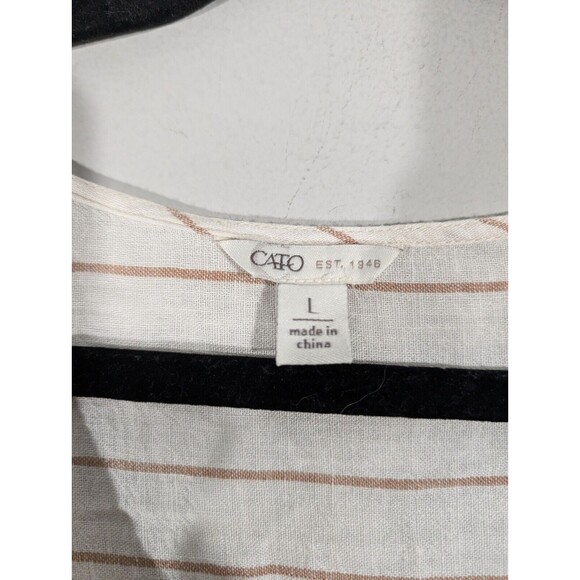 CATO EST. 1946
L
made in
china